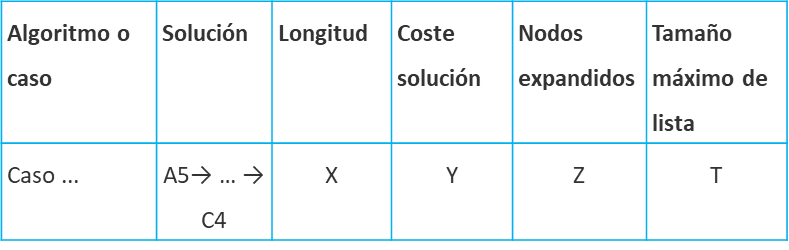 Algoritmo o caso
Solución
Longitud
Coste solución
Nodos expandidos
Tamaño máximo de lista
Caso ...
A5→ ... → C4
X
Y
Z
T